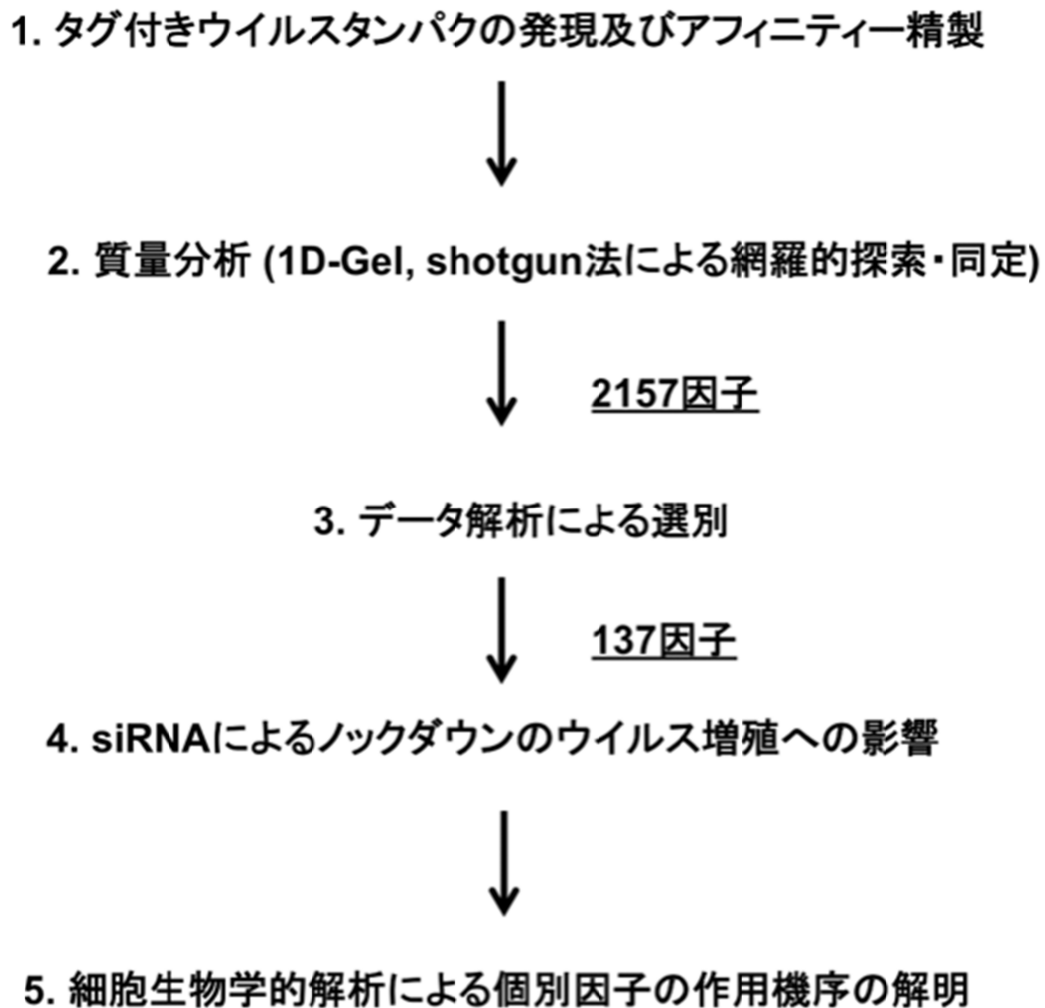 1. タグ付きウイルスタンパクの発現及びアフィニティー精製
2. 質量分析 (1D-Gel, shotgun法による網羅的探索・同定)
2157因子
3. データ解析による選別
137因子
4. siRNAによるノックダウンのウイルス増殖への影響
5. 細胞生物学的解析による個別因子の作用機序の解明